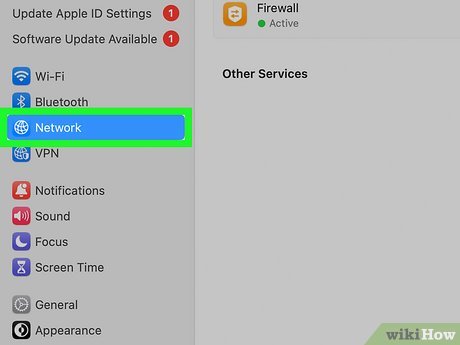 Update Apple ID Settings 1
Software Update Available 1
Wi-Fi
Bluetooth
Network
VPN
Notifications
Sound
Focus
Screen Time
General
Appearance
Firewall
Active
Other Services
wikiHow